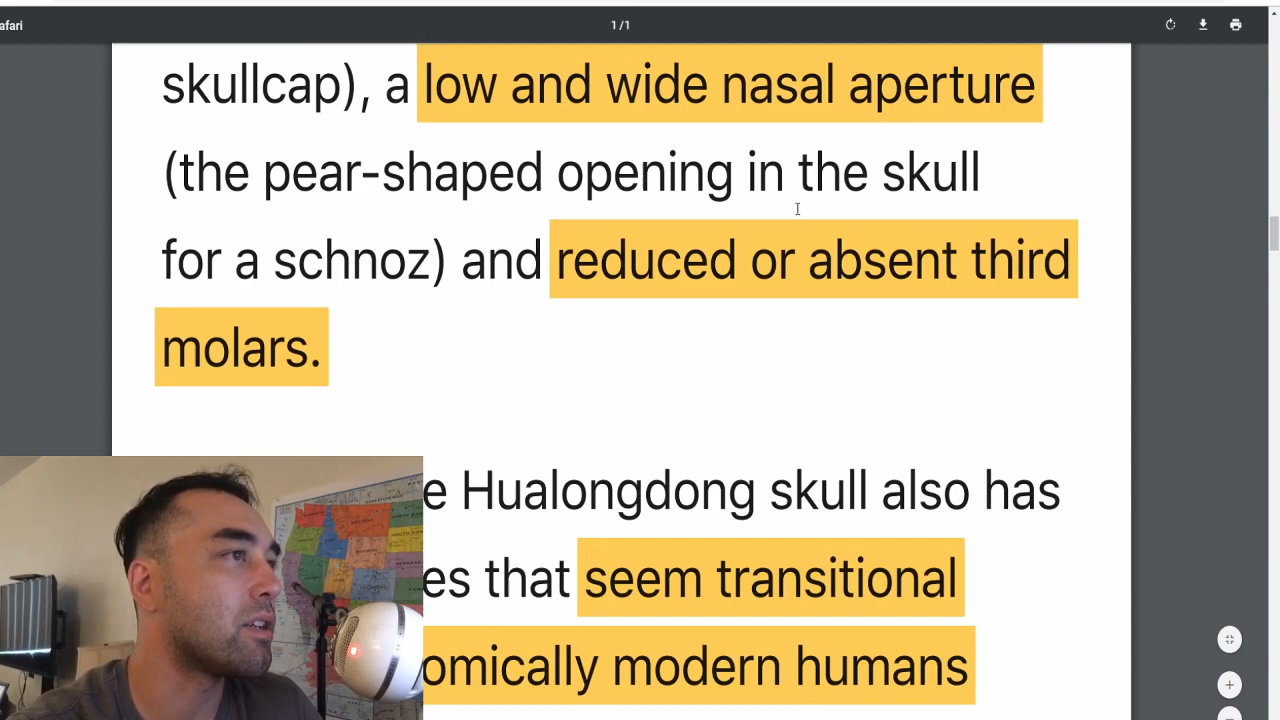 afari
1/1
skullcap), a low and wide nasal aperture
(the pear-shaped opening in the skull
for a schnoz) and reduced or absent third
molars.
e Hualongdong skull also has
es that seem transitional
omically modern humans